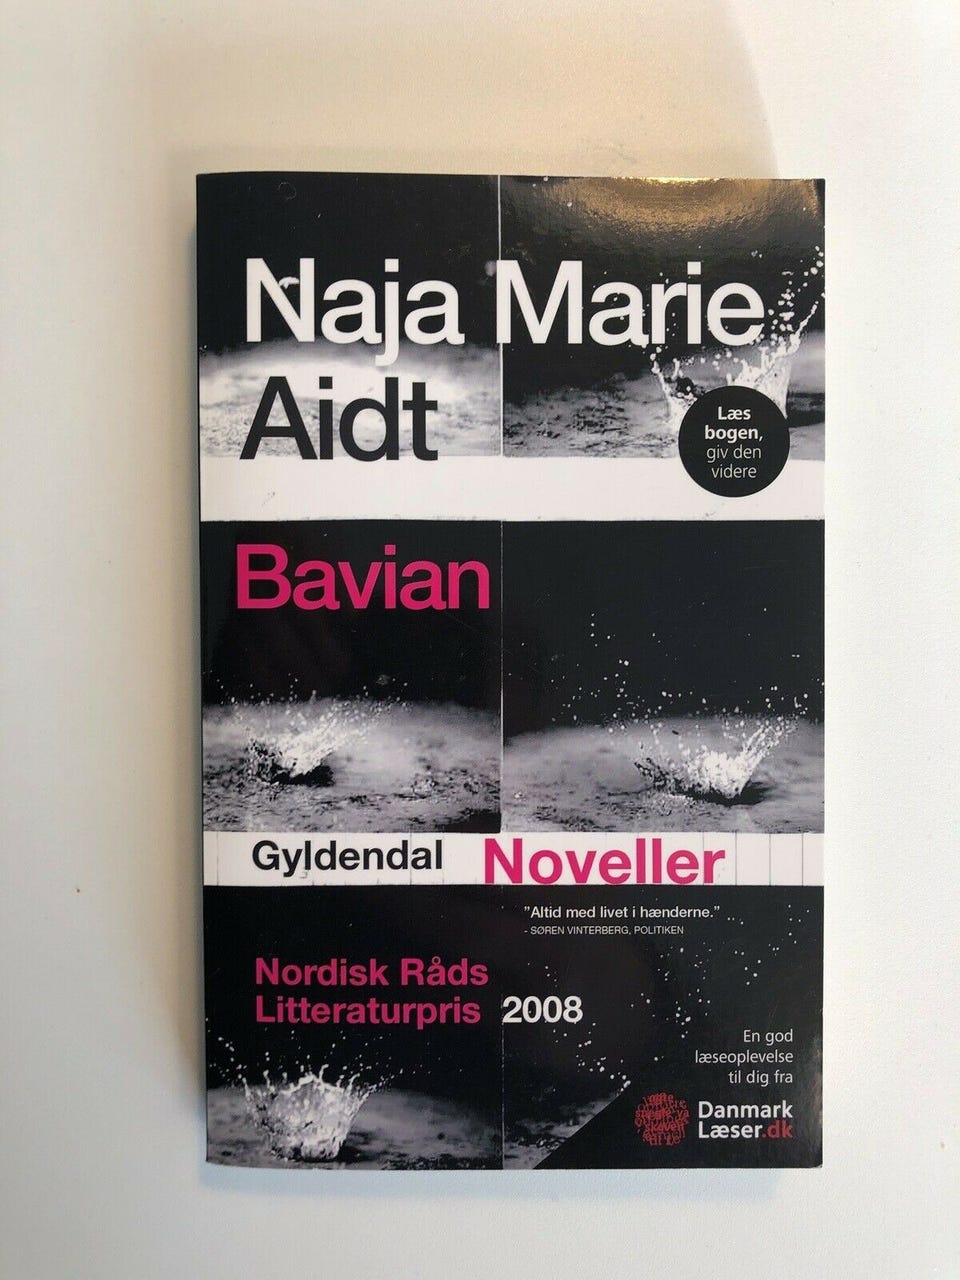 Naja Marie
Aidt
Læs
bogen,
giv den
videre
Bavian
Gyldendal
Noveller
”Altid med livet i hænderne.”
- SØREN VINTERBERG, POLITIKEN
Nordisk Råds
Litteraturpris 2008
En god
læseoplevelse
til dig fra
Danmark
Læser.dk